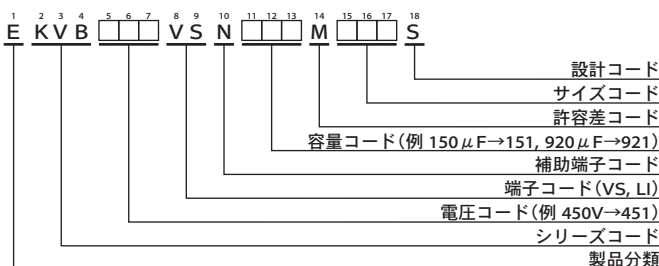 1 2 3 4 5 6 7 8 9 10 11 12 13 14 15 16 17 18
E KVB □□□ VS N □□□ M □□□ S
設計コード
サイズコード
許容差コード
容量コード(例 150μF→151, 920μF→921)
補助端子コード
端子コード(VS, LI)
電圧コード(例 450V→451)
シリーズコード
製品分類